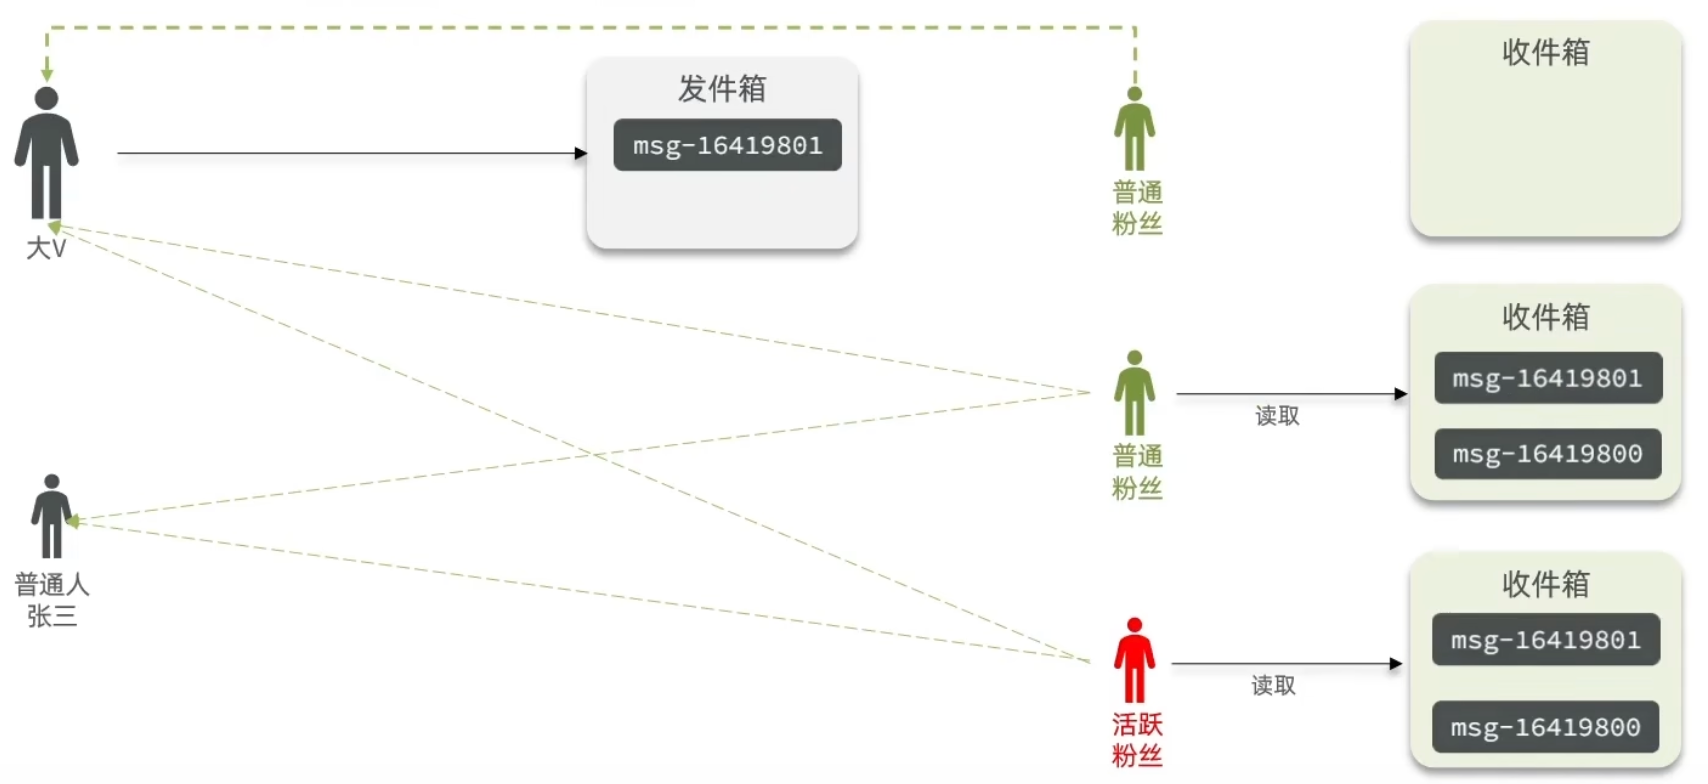 发件箱
msg-16419801
大V
普通
粉丝
收件箱
普通
粉丝
读取
收件箱
msg-16419801
msg-16419800
普通人
张三
活跃
粉丝
读取
收件箱
msg-16419801
msg-16419800